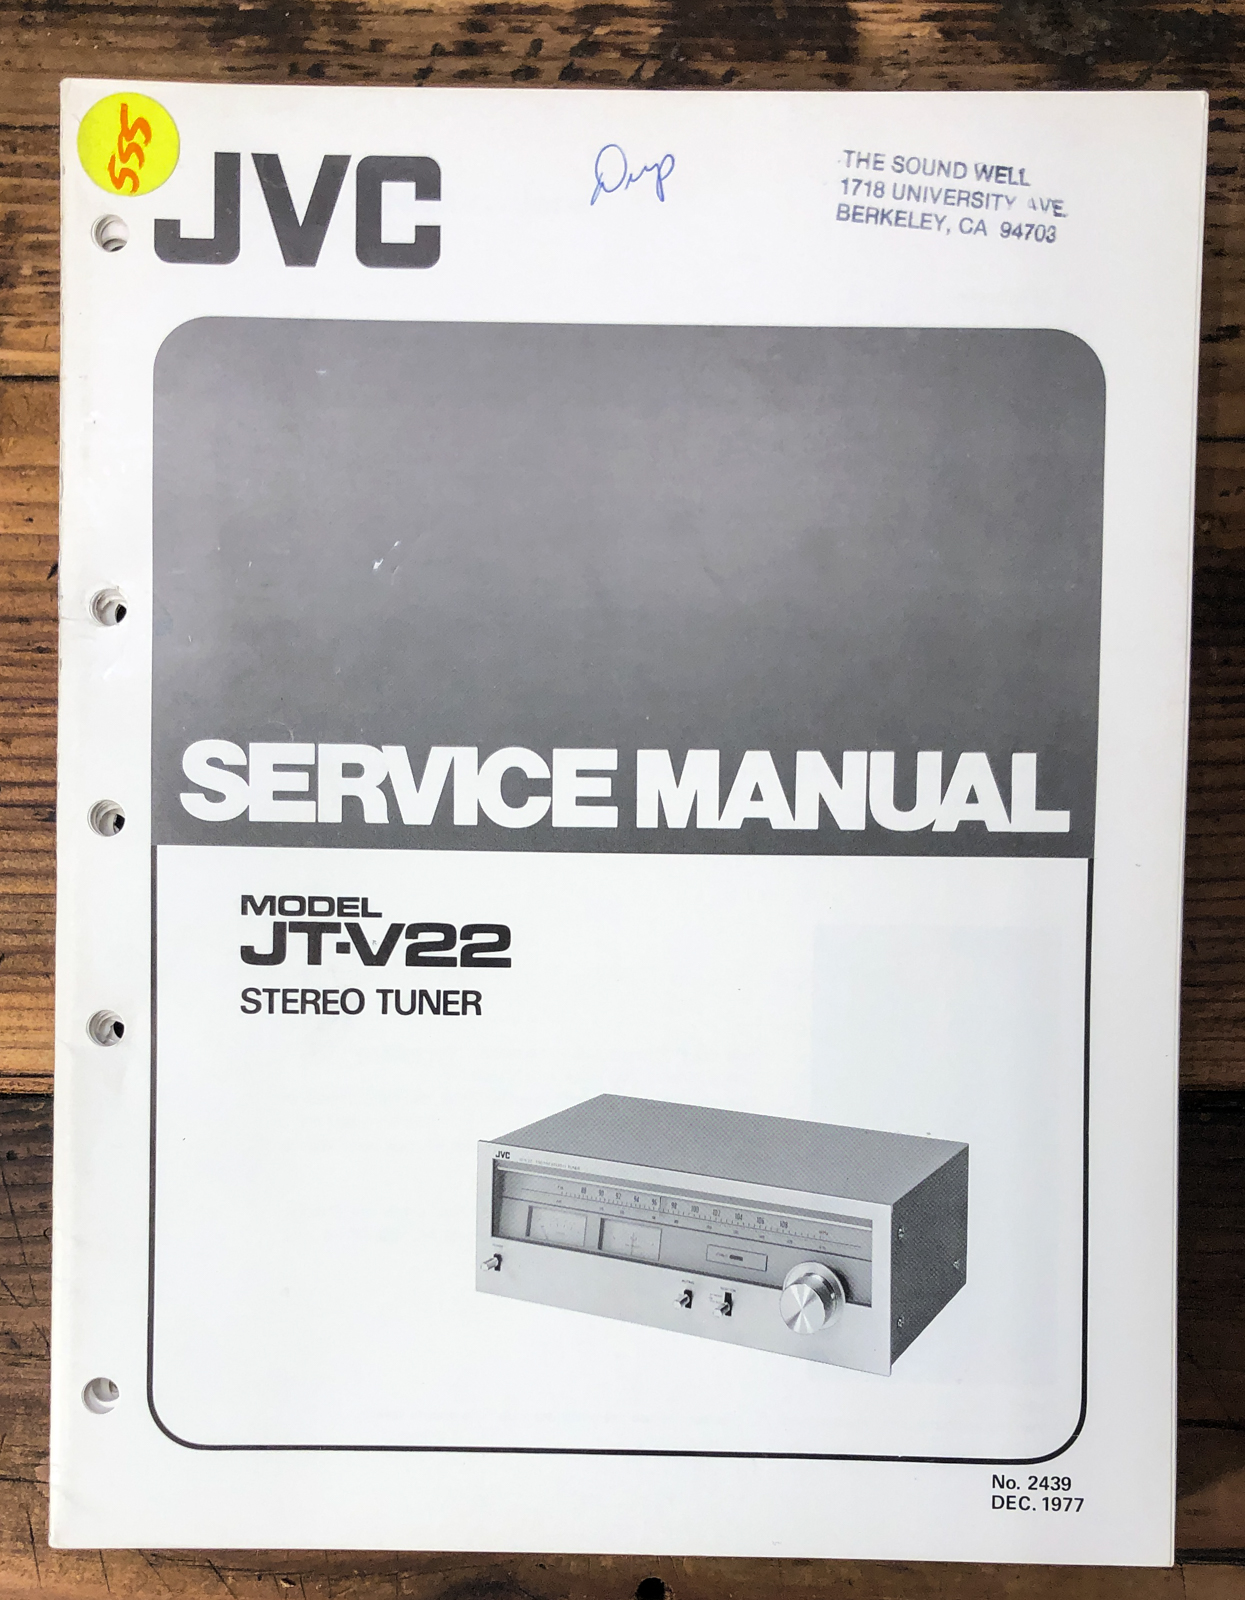 555
JVC
Dup
THE SOUND WELL
1718 UNIVERSITY AVE.
BERKELEY, CA 94703
SERVICE MANUAL
MODEL
JT-V22
STEREO TUNER
JVC
No. 2439
DEC. 1977